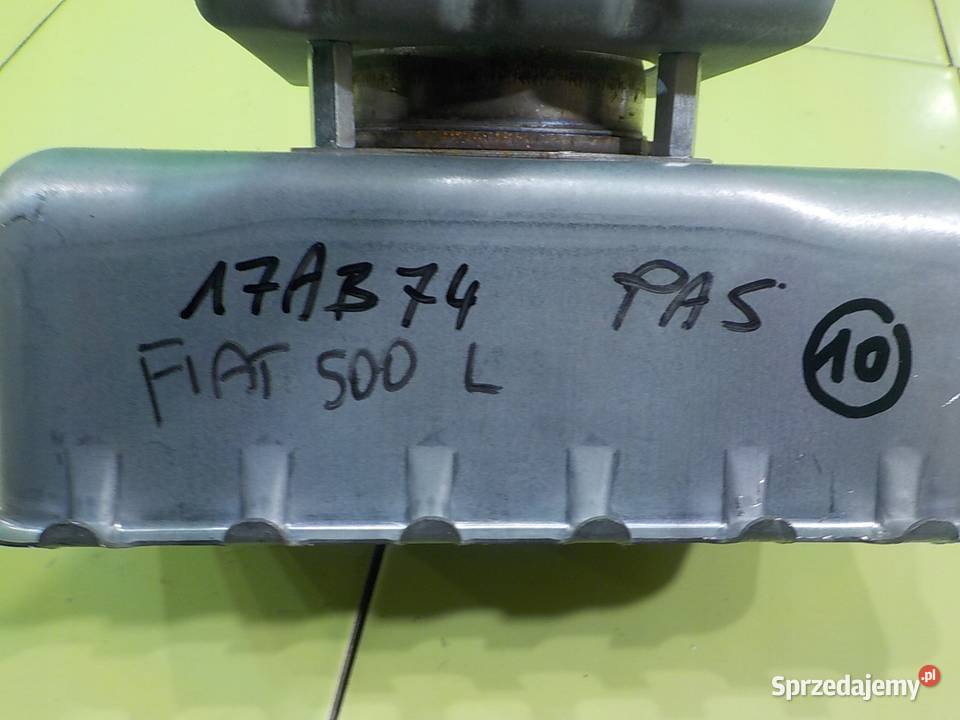 17AB74 PAS
FIAT 500 L
10
Sprzedajemy.pl